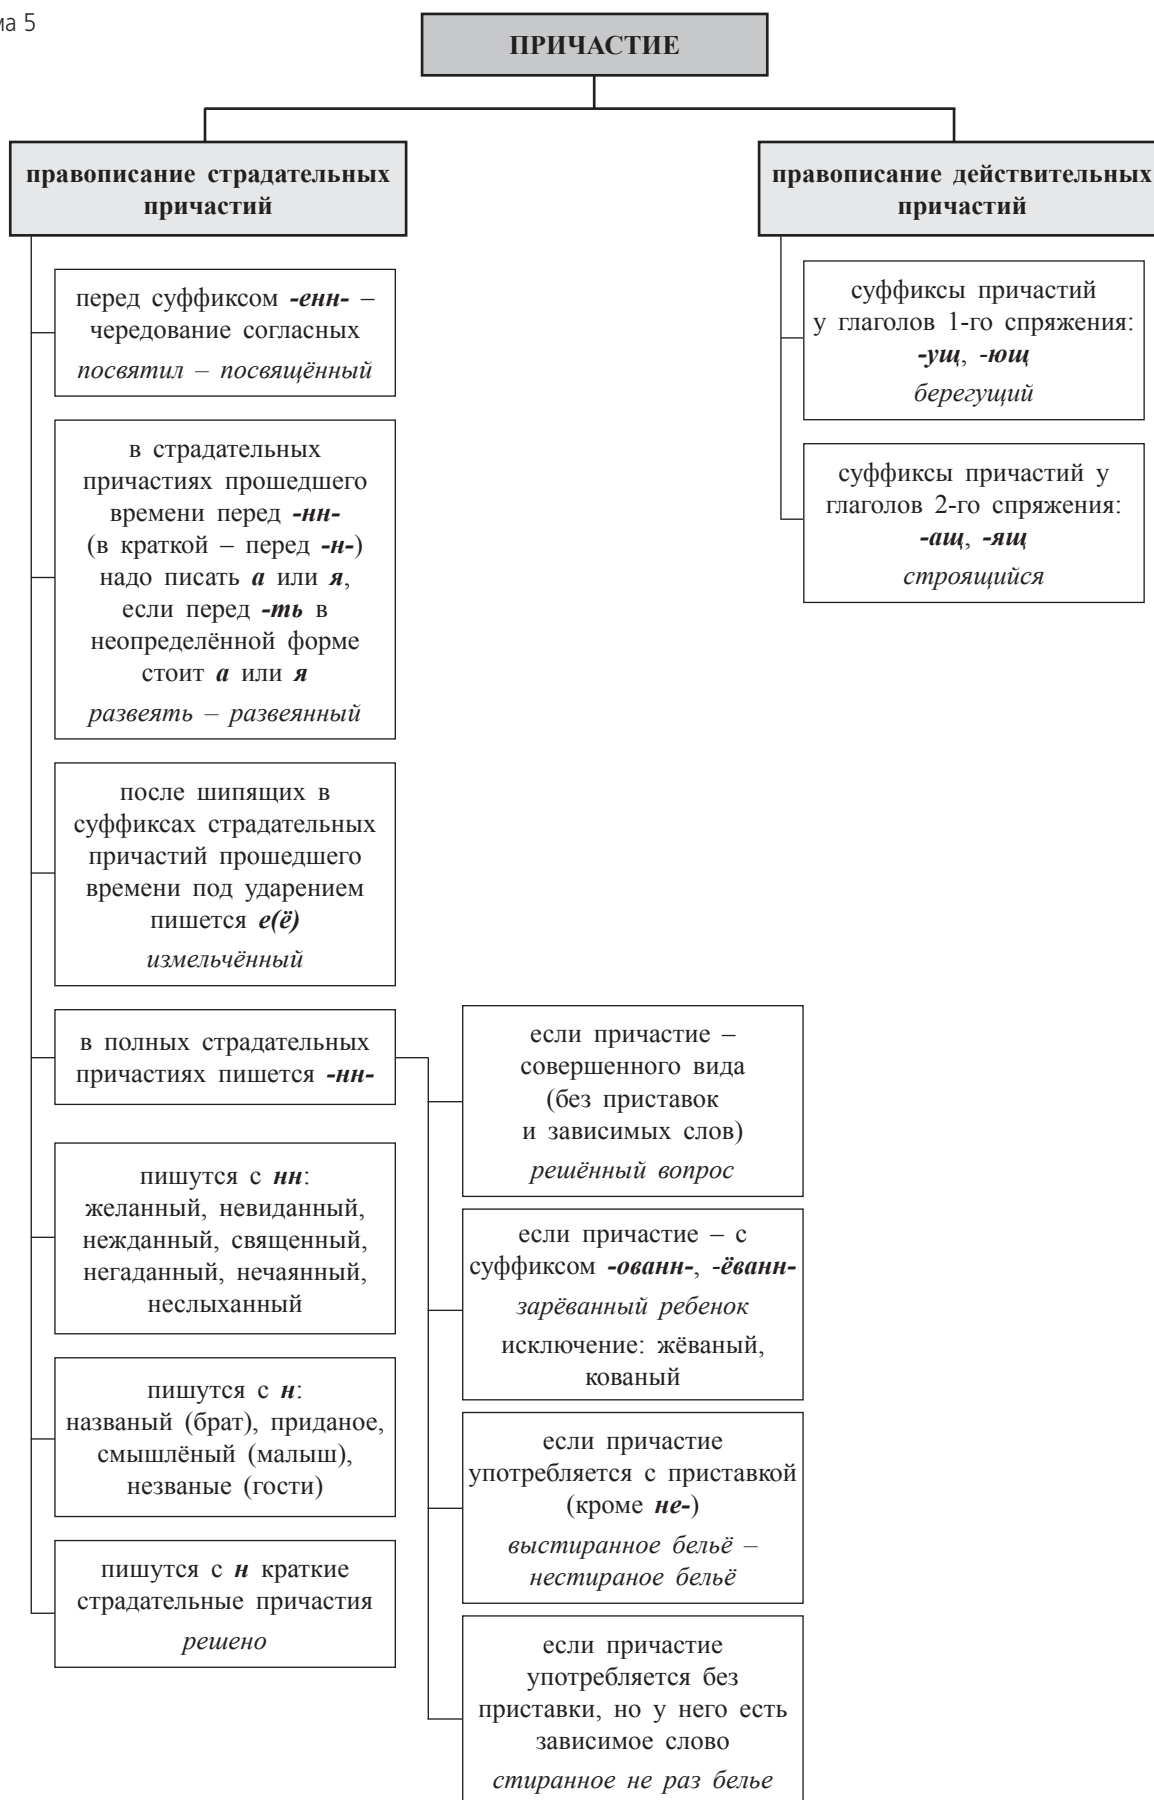 ма 5
ПРИЧАСТИЕ
правописание страдательных
причастий
перед суффиксом -енн- –
чередование согласных
посвятил – посвящённый
в страдательных
причастиях прошедшего
времени перед -нн-
(в краткой – перед -н-)
надо писать а или я,
если перед -ть в
неопределённой форме
стоит а или я
развеять – развеянный
после шипящих в
суффиксах страдательных
причастий прошедшего
времени под ударением
пишется е(ё)
измельчённый
в полных страдательных
причастиях пишется -нн-
если причастие –
совершенного вида
(без приставок
и зависимых слов)
решённый вопрос
если причастие – с
суффиксом -ованн-, -ёванн-
зарёванный ребенок
исключение: жёваный,
кованый
если причастие
употребляется с приставкой
(кроме не-)
выстиранное бельё –
нестираное бельё
если причастие
употребляется без
приставки, но у него есть
зависимое слово
стиранное не раз белье
пишутся с нн:
желанный, невиданный,
нежданный, священный,
негаданный, нечаянный,
неслыханный
пишутся с н:
названый (брат), приданое,
смышлёный (малыш),
незваные (гости)
пишутся с н краткие
страдательные причастия
решено
правописание действительных
причастий
суффиксы причастий
у глаголов 1-го спряжения:
-ущ, -ющ
берегущий
суффиксы причастий у
глаголов 2-го спряжения:
-ащ, -ящ
строящийся